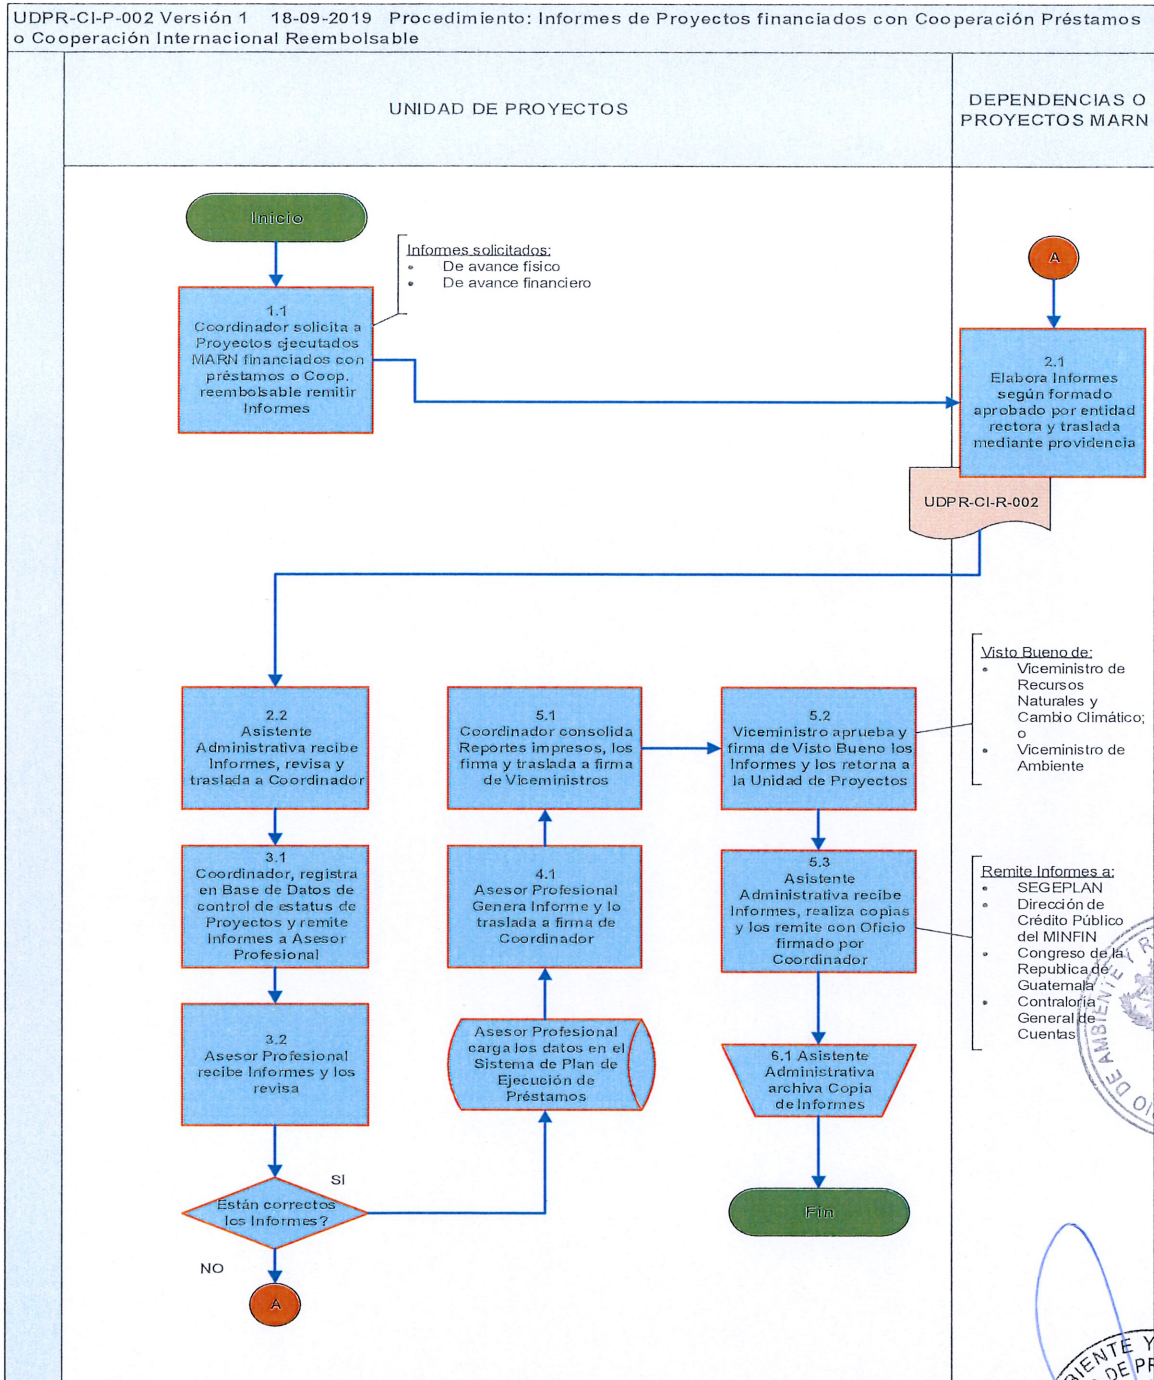 UDPR-CI-P-002 Versión 1 18-09-2019 Procedimiento: Informes de Proyectos financiados con Cooperación Préstamos
o Cooperación Internacional Reembolsable
UNIDAD DE PROYECTOS
DEPENDENCIAS O
PROYECTOS MARN
Inicio
Informes solicitados:
• De avance físico
• De avance financiero
1.1
Coordinador solicita a
Proyectos ejecutados
MARN financiados con
préstamos o Coop.
reembolsable remitir
Informes
A
2.1
Elabora Informes
según formado
aprobado por entidad
rectora y traslada
mediante providencia
UDPR-CI-R-002
2.2
Asistente
Administrativa recibe
Informes, revisa y
traslada a Coordinador
3.1
Coordinador, registra
en Base de Datos de
control de estatus de
Proyectos y remite
Informes a Asesor
Profesional
3.2
Asesor Profesional
recibe Informes y los
revisa
Están correctos
los Informes?
SI
NO
A
Asesor Profesional
carga los datos en el
Sistema de Plan de
Ejecución de
Préstamos
4.1
Asesor Profesional
Genera Informe y lo
traslada a firma de
Coordinador
5.1
Coordinador consolida
Reportes impresos, los
firma y traslada a firma
de Viceministros
5.2
Viceministro aprueba y
firma de Visto Bueno los
Informes y los retorna a
la Unidad de Proyectos
Visto Bueno de:
• Viceministro de
Recursos
Naturales y
Cambio Climático;
o
• Viceministro de
Ambiente
5.3
Asistente
Administrativa recibe
Informes, realiza copias
y los remite con Oficio
firmado por
Coordinador
Remite Informes a:
• SEGEPLAN
• Dirección de
Crédito Público
del MINFIN
• Congreso de la
Republica de
Guatemala
• Contraloría
General de
Cuentas
6.1 Asistente
Administrativa
archiva Copia
de Informes
Fin
DE AMBIENTE Y R
BIENTE Y
DE PR